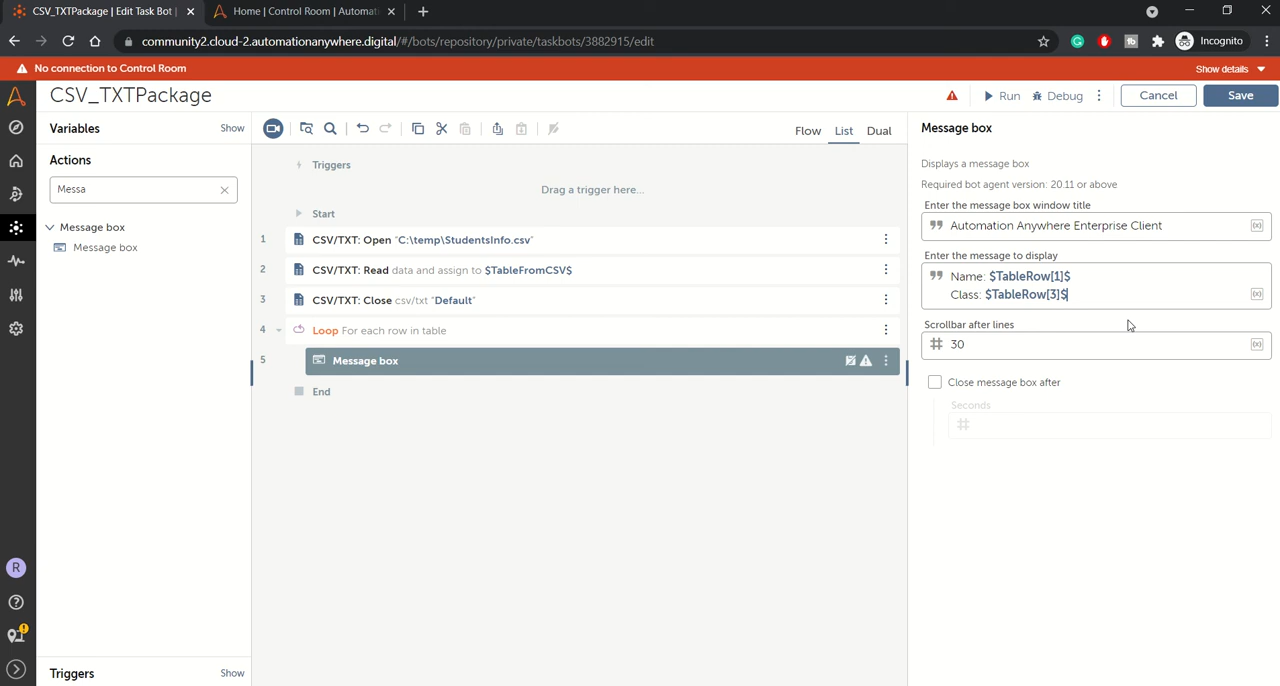 CSV_TXTPackage | Edit Task Bot |
Home | Control Room | Automati
community2.cloud-2.automationanywhere.digital/#/bots/repository/private/taskbots/3882915/edit
Incognito
No connection to Control Room
Show details
CSV_TXTPackage
Run
Debug
Cancel
Save
Variables
Show
Flow
List
Dual
Message box
Actions
Messa
Message box
Message box
Triggers
Drag a trigger here...
Start
1 CSV/TXT: Open "C:\temp\StudentsInfo.csv"
2 CSV/TXT: Read data and assign to $TableFromCSV$
3 CSV/TXT: Close csv/txt "Default"
4 Loop For each row in table
5 Message box
End
Displays a message box
Required bot agent version: 20.11 or above
Enter the message box window title
Automation Anywhere Enterprise Client
(x)
Enter the message to display
Name: $TableRow[1]$
Class: $TableRow[3]$
(x)
Scrollbar after lines
# 30
(x)
Close message box after
Seconds
#
R
Triggers
Show